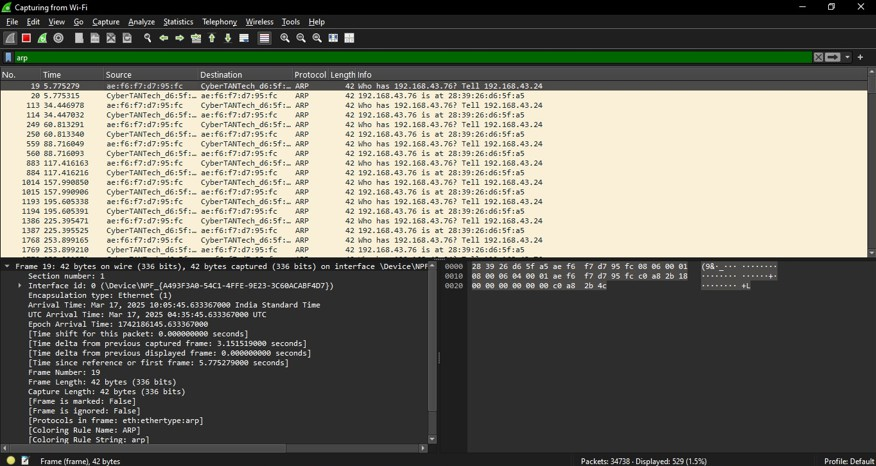 Capturing from Wi-Fi
File Edit View Go Capture Analyze Statistics Telephony Wireless Tools Help
arp
No. Time Source Destination Protocol Length Info
19 5.775279 ae:f6:f7:d7:95:fc CyberTANTech_d6:5f:… ARP 42 Who has 192.168.43.76? Tell 192.168.43.24
20 5.775315 CyberTANTech_d6:5f:… ae:f6:f7:d7:95:fc ARP 42 192.168.43.76 is at 28:39:26:d6:5f:a5
113 34.446978 ae:f6:f7:d7:95:fc CyberTANTech_d6:5f:… ARP 42 Who has 192.168.43.76? Tell 192.168.43.24
114 34.447032 CyberTANTech_d6:5f:… ae:f6:f7:d7:95:fc ARP 42 192.168.43.76 is at 28:39:26:d6:5f:a5
249 60.813291 ae:f6:f7:d7:95:fc CyberTANTech_d6:5f:… ARP 42 Who has 192.168.43.76? Tell 192.168.43.24
250 60.813340 CyberTANTech_d6:5f:… ae:f6:f7:d7:95:fc ARP 42 192.168.43.76 is at 28:39:26:d6:5f:a5
559 88.716049 ae:f6:f7:d7:95:fc CyberTANTech_d6:5f:… ARP 42 Who has 192.168.43.76? Tell 192.168.43.24
560 88.716093 CyberTANTech_d6:5f:… ae:f6:f7:d7:95:fc ARP 42 192.168.43.76 is at 28:39:26:d6:5f:a5
883 117.416163 ae:f6:f7:d7:95:fc CyberTANTech_d6:5f:… ARP 42 Who has 192.168.43.76? Tell 192.168.43.24
884 117.416216 CyberTANTech_d6:5f:… ae:f6:f7:d7:95:fc ARP 42 192.168.43.76 is at 28:39:26:d6:5f:a5
1014 157.990850 ae:f6:f7:d7:95:fc CyberTANTech_d6:5f:… ARP 42 Who has 192.168.43.76? Tell 192.168.43.24
1015 157.990906 CyberTANTech_d6:5f:… ae:f6:f7:d7:95:fc ARP 42 192.168.43.76 is at 28:39:26:d6:5f:a5
1193 195.605338 ae:f6:f7:d7:95:fc CyberTANTech_d6:5f:… ARP 42 Who has 192.168.43.76? Tell 192.168.43.24
1194 195.605391 CyberTANTech_d6:5f:… ae:f6:f7:d7:95:fc ARP 42 192.168.43.76 is at 28:39:26:d6:5f:a5
1386 225.395471 ae:f6:f7:d7:95:fc CyberTANTech_d6:5f:… ARP 42 Who has 192.168.43.76? Tell 192.168.43.24
1387 225.395525 CyberTANTech_d6:5f:… ae:f6:f7:d7:95:fc ARP 42 192.168.43.76 is at 28:39:26:d6:5f:a5
1768 253.899165 ae:f6:f7:d7:95:fc CyberTANTech_d6:5f:… ARP 42 Who has 192.168.43.76? Tell 192.168.43.24
1769 253.899210 CyberTANTech_d6:5f:… ae:f6:f7:d7:95:fc ARP 42 192.168.43.76 is at 28:39:26:d6:5f:a5
Frame 19: 42 bytes on wire (336 bits), 42 bytes captured (336 bits) on interface \Device\NPF
Section number: 1
Interface id: 0 (\Device\NPF_{A493F3A0-54C1-4FFE-9E23-3C60ACABF4D7})
Encapsulation type: Ethernet (1)
Arrival Time: Mar 17, 2025 10:05:45.633367000 India Standard Time
UTC Arrival Time: Mar 17, 2025 04:35:45.633367000 UTC
Epoch Arrival Time: 1742186145.633367000
[Time shift for this packet: 0.000000000 seconds]
[Time delta from previous captured frame: 3.151519000 seconds]
[Time delta from previous displayed frame: 0.000000000 seconds]
[Time since reference or first frame: 5.775279000 seconds]
Frame Number: 19
Frame Length: 42 bytes (336 bits)
Capture Length: 42 bytes (336 bits)
[Frame is marked: False]
[Frame is ignored: False]
[Protocols in frame: eth:ethertype:arp]
[Coloring Rule Name: ARP]
[Coloring Rule String: arp]
0000 28 39 26 d6 5f a5 ae f6 f7 d7 95 fc 08 06 00 01 (9&·_··· ········
0010 08 00 06 04 00 01 ae f6 f7 d7 95 fc c0 a8 2b 18 ········ ······+·
0020 00 00 00 00 00 00 c0 a8 2b 4c ········ +L
Frame (frame), 42 bytes
Packets: 34738 · Displayed: 529 (1.5%)
Profile: Default